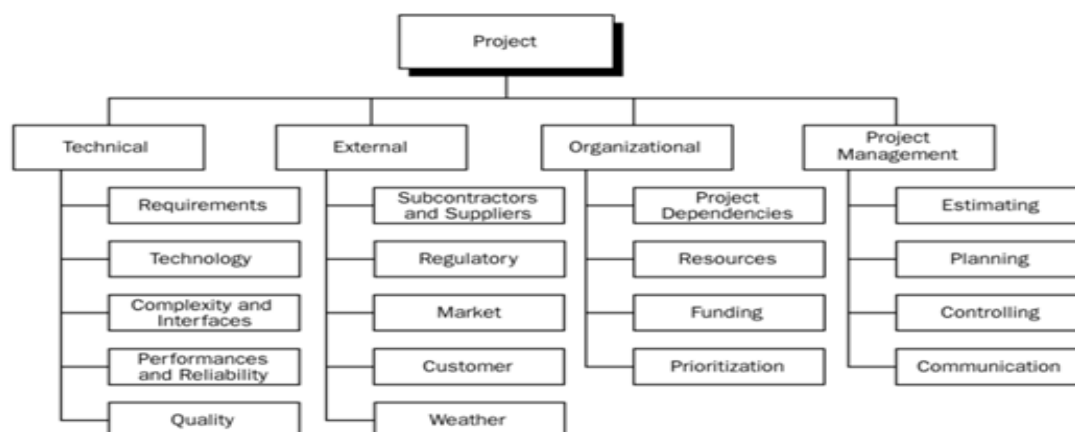 Project
Technical
External
Organizational
Project
Management
Requirements
Subcontractors
and Suppliers
Project
Dependencies
Estimating
Technology
Regulatory
Resources
Planning
Complexity and
Interfaces
Market
Funding
Controlling
Performances
and Reliability
Customer
Prioritization
Communication
Quality
Weather